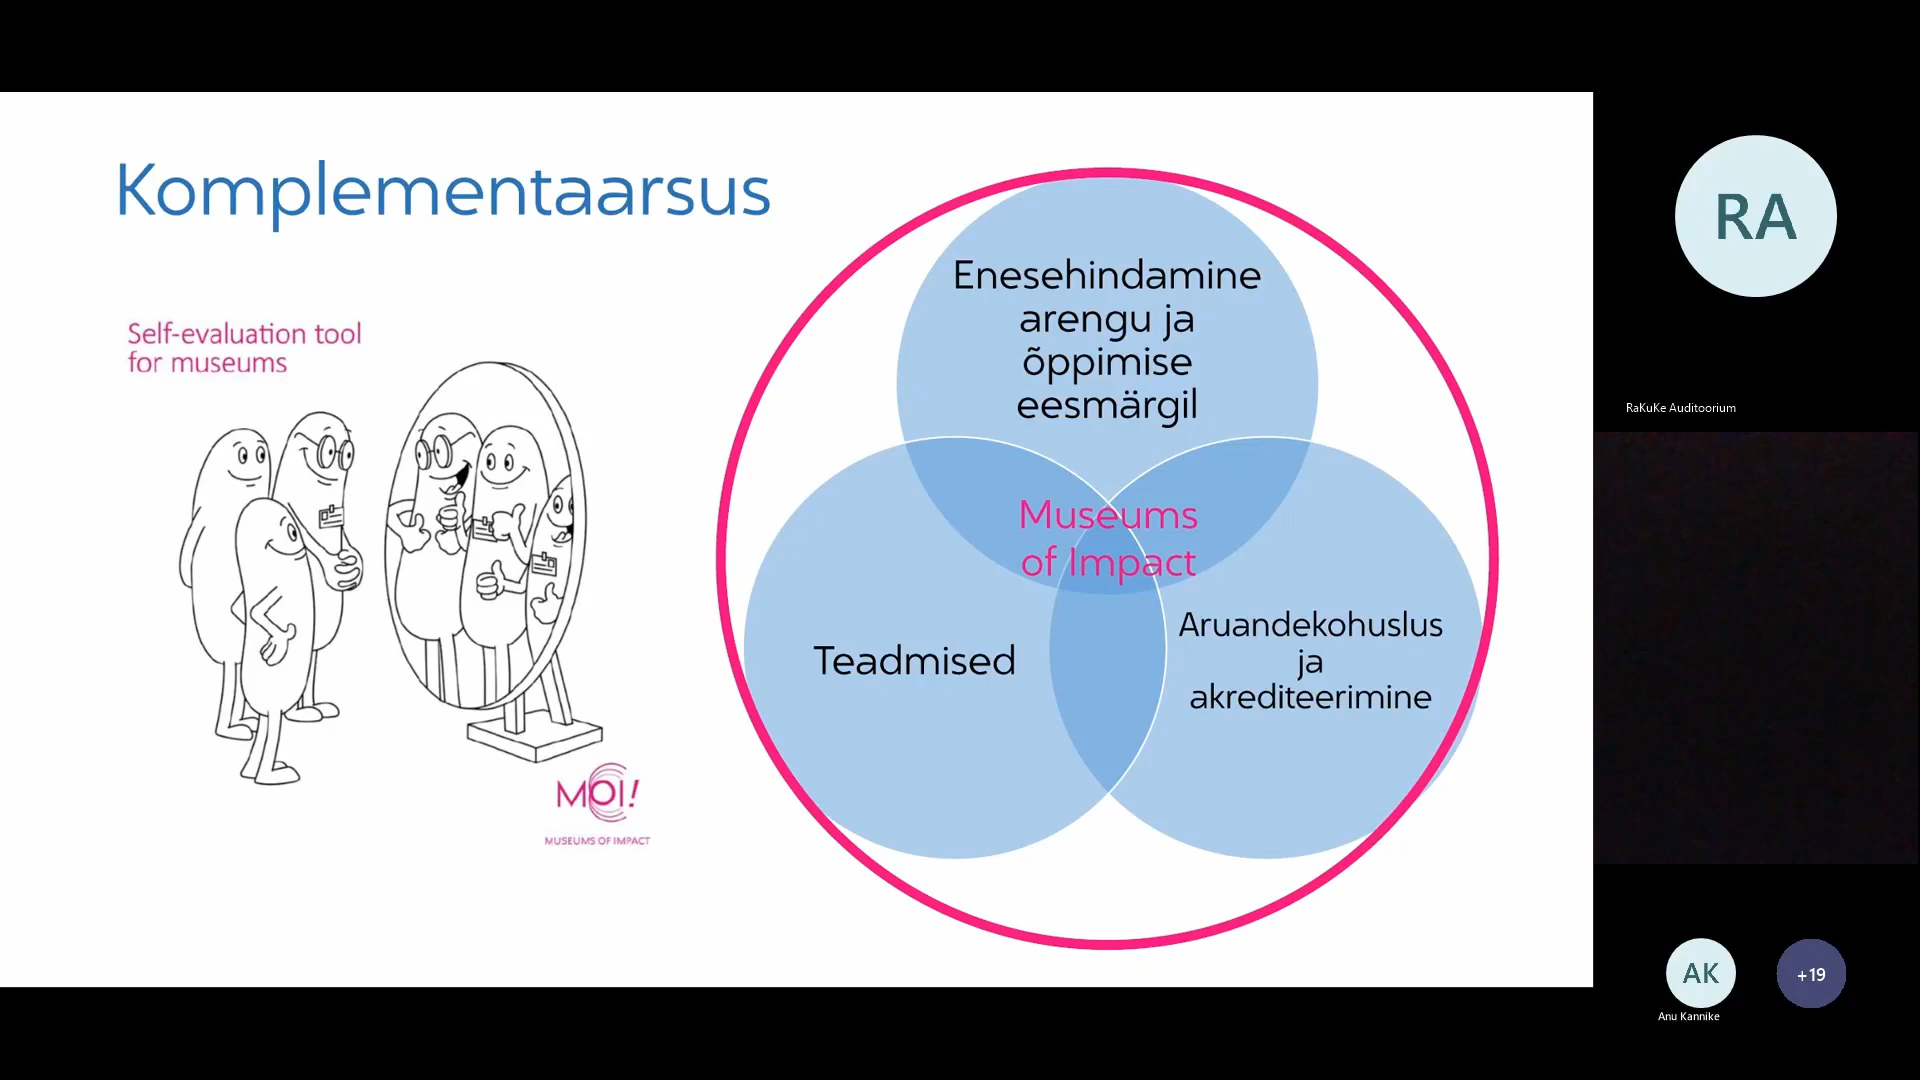 Komplementaarsus
Self-evaluation tool
for museums
MOI!
MUSEUMS OF IMPACT
Enesehindamine
arengu ja
õppimise
eesmärgil
Museums
of Impact
Teadmised
Aruandekohuslus
ja
akrediteerimine
RA
RaKuKe Auditoorium
AK
Anu Kannike
+19